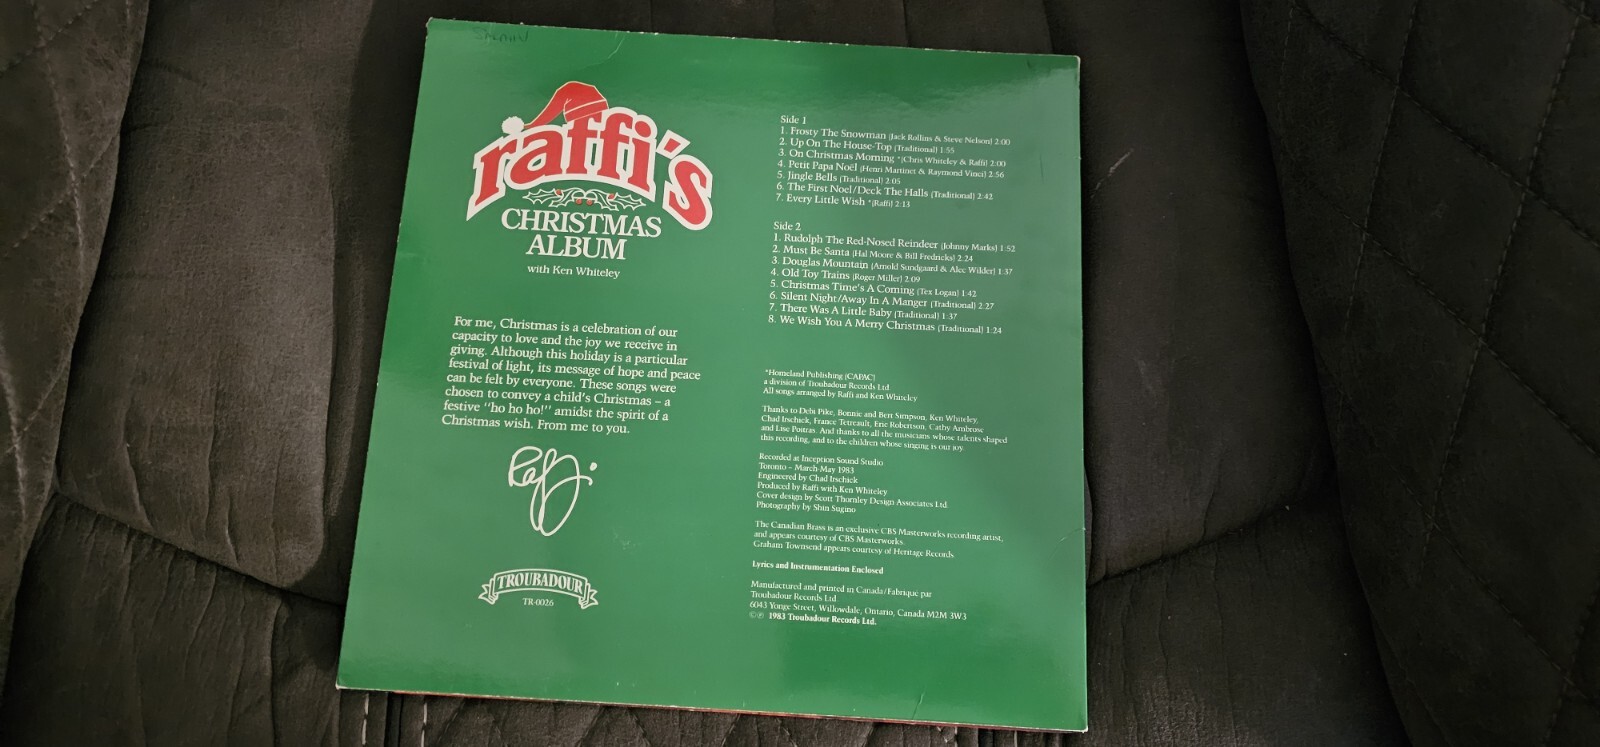 raffi's
CHRISTMAS
ALBUM
with Ken Whiteley
For me, Christmas is a celebration of our
capacity to love and the joy we receive in
giving. Although this holiday is a particular
festival of light, its message of hope and peace
can be felt by everyone. These songs were
chosen to convey a child's Christmas – a
festive "ho ho ho!" amidst the spirit of a
Christmas wish. From me to you.
Raffi
TROUBADOUR
TR-0026
Side 1
1. Frosty The Snowman (Jack Rollins & Steve Nelson) 2:00
2. Up On The House-Top (Traditional) 1:55
3. On Christmas Morning *(Chris Whiteley & Raffi) 2:00
4. Petit Papa Noël (Henri Martinet & Raymond Vinci) 2:56
5. Jingle Bells (Traditional) 2:05
6. The First Noel/Deck The Halls (Traditional) 2:42
7. Every Little Wish *(Raffi) 2:13
Side 2
1. Rudolph The Red-Nosed Reindeer (Johnny Marks) 1:52
2. Must Be Santa (Hal Moore & Bill Fredricks) 2:24
3. Douglas Mountain (Arnold Sundgaard & Alec Wilder) 1:37
4. Old Toy Trains (Roger Miller) 2:09
5. Christmas Time's A Coming (Tex Logan) 1:42
6. Silent Night/Away In A Manger (Traditional) 2:27
7. There Was A Little Baby (Traditional) 1:37
8. We Wish You A Merry Christmas (Traditional) 1:24
*Homeland Publishing (CAPAC)
a division of Troubadour Records Ltd
All songs arranged by Raffi and Ken Whiteley
Thanks to Debi Pike, Bonnie and Bert Simpson, Ken Whiteley,
Chad Irschick, France Tetreault, Eric Robertson, Cathy Ambrose
and Lise Poitras. And thanks to all the musicians whose talents shaped
this recording, and to the children whose singing is our joy.
Recorded at Inception Sound Studio
Toronto – March-May 1983
Engineered by Chad Irschick
Produced by Raffi with Ken Whiteley
Cover design by Scott Thornley Design Associates Ltd.
Photography by Shin Sugino
The Canadian Brass is an exclusive CBS Masterworks recording artist,
and appears courtesy of CBS Masterworks.
Graham Townsend appears courtesy of Heritage Records
Lyrics and Instrumentation Enclosed
Manufactured and printed in Canada/Fabriqué par
Troubadour Records Ltd.
6043 Yonge Street, Willowdale, Ontario, Canada M2M 3W3
©℗ 1983 Troubadour Records Ltd.